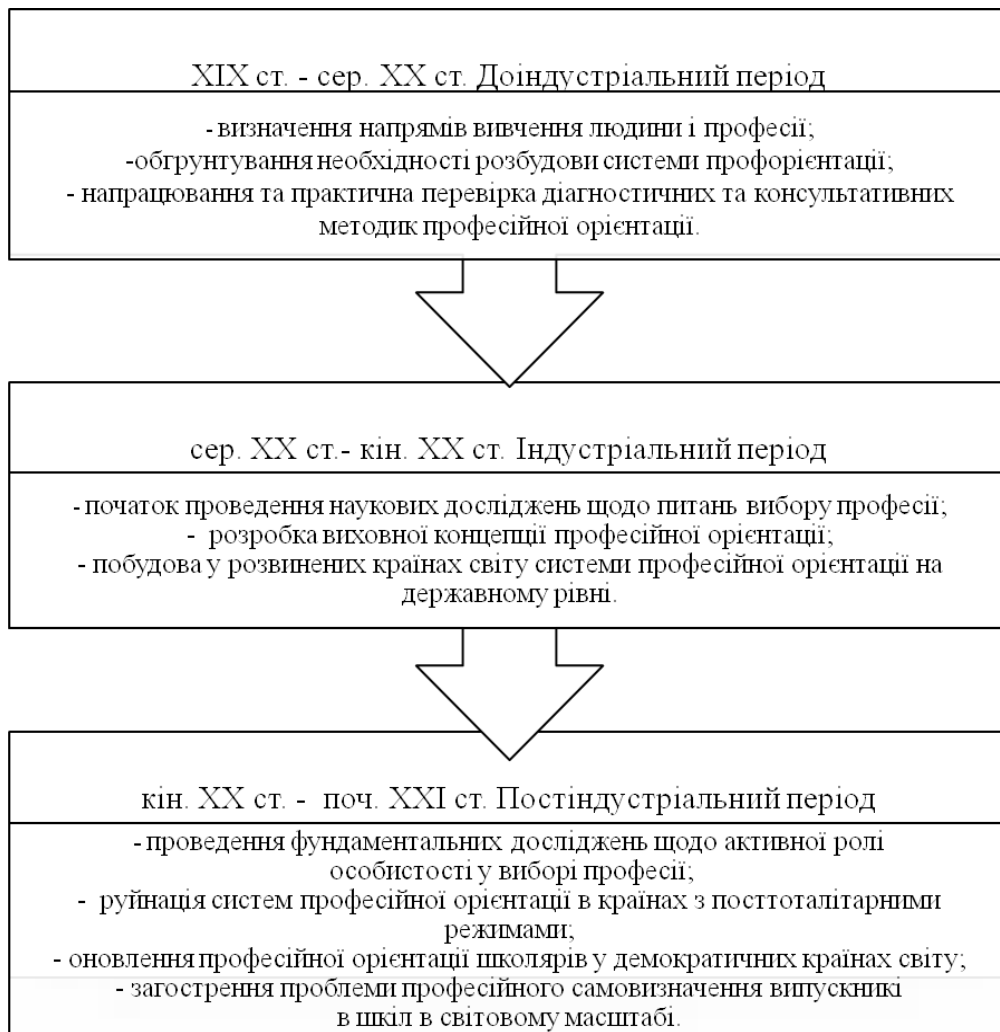 XIX ст. - сер. XX ст. Доіндустріальний період
- визначення напрямів вивчення людини і професії;
-обгрунтування необхідності розбудови системи профорієнтації;
- напрацювання та практична перевірка діагностичних та консультативних
методик професійної орієнтації.
сер. XX ст.- кін. XX ст. Індустріальний період
- початок проведення наукових досліджень щодо питань вибору професії;
- розробка виховної концепції професійної орієнтації;
- побудова у розвинених країнах світу системи професійної орієнтації на
державному рівні.
кін. XX ст. - поч. XXI ст. Постіндустріальний період
- проведення фундаментальних досліджень щодо активної ролі
особистості у виборі професії;
- руйнація систем професійної орієнтації в країнах з посттоталітарними
режимами;
- оновлення професійної орієнтації школярів у демократичних країнах світу;
- загострення проблеми професійного самовизначення випускникі
в шкіл в світовому масштабі.